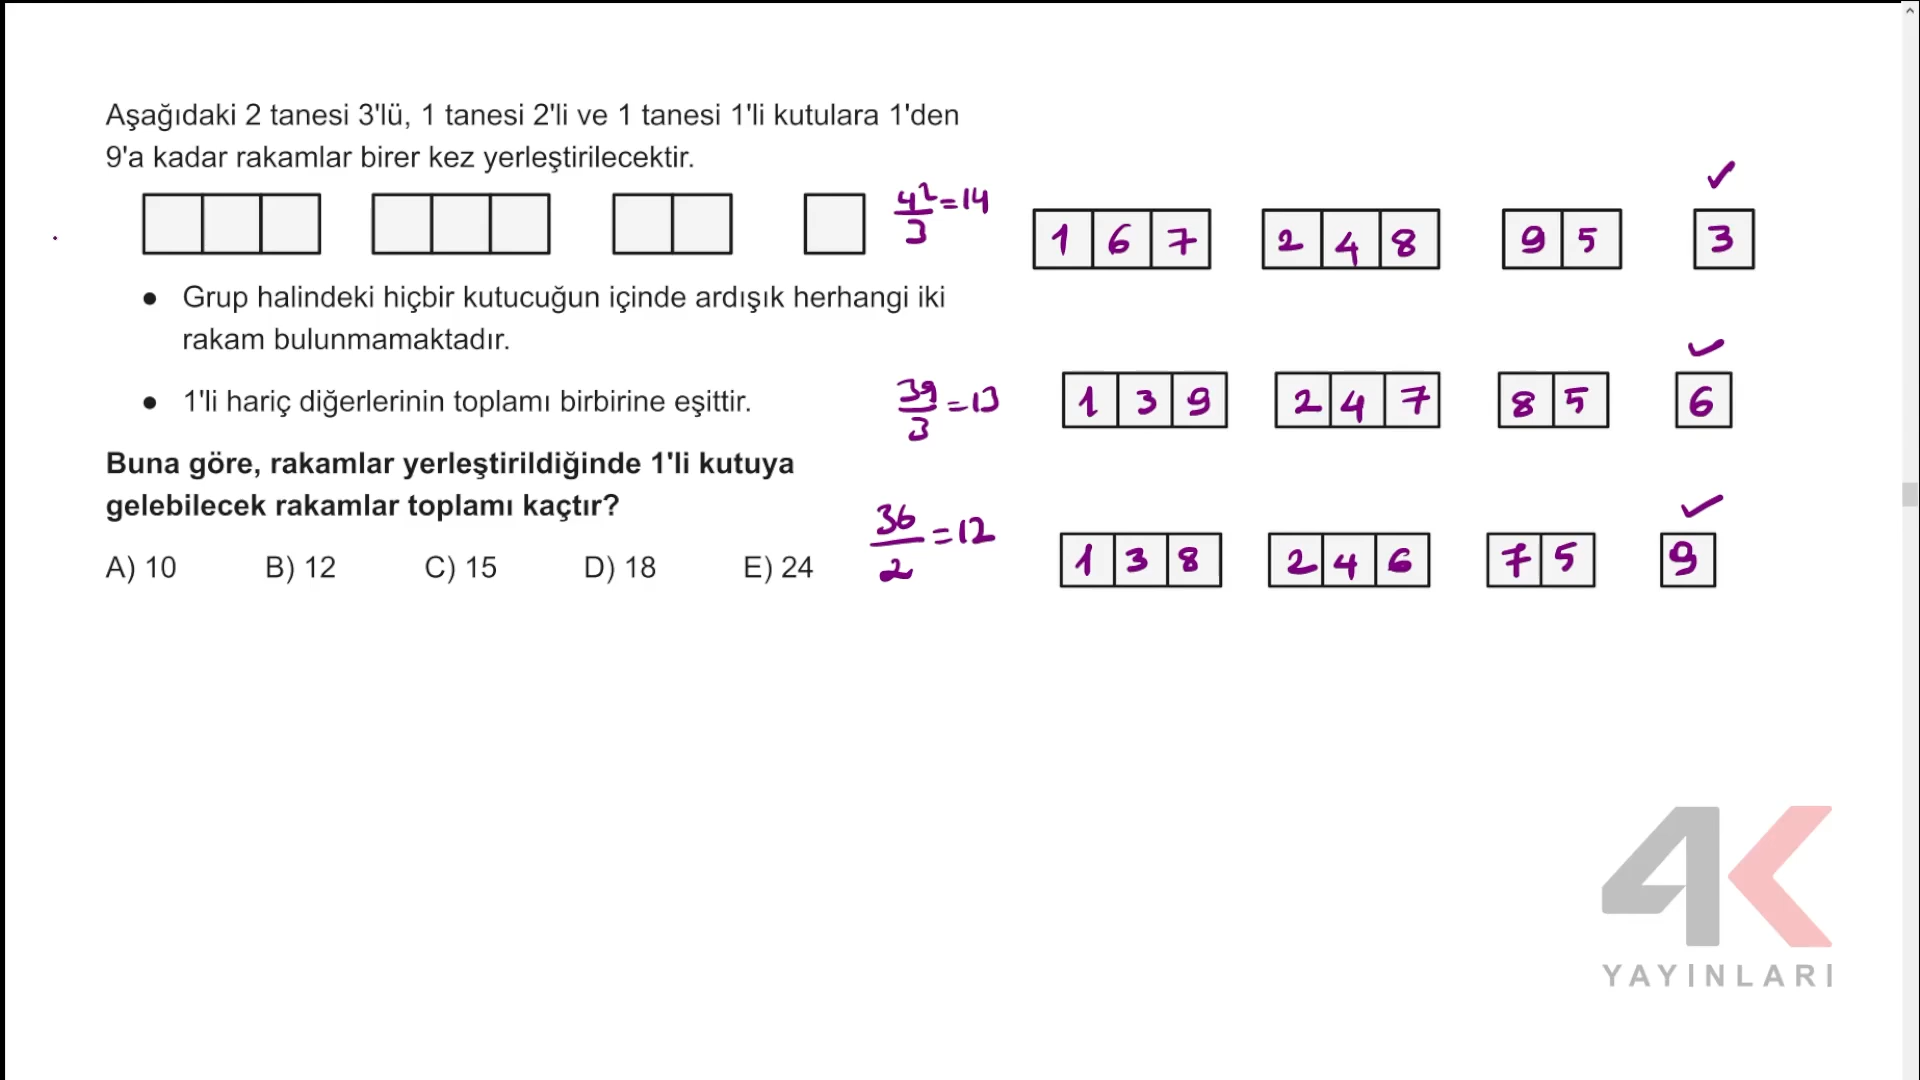 Aşağıdaki 2 tanesi 3'lü, 1 tanesi 2'li ve 1 tanesi 1'li kutulara 1'den
9'a kadar rakamlar birer kez yerleştirilecektir.
42/3 = 14
1 6 7 2 4 8 9 5 3
● Grup halindeki hiçbir kutucuğun içinde ardışık herhangi iki
rakam bulunmamaktadır.
● 1'li hariç diğerlerinin toplamı birbirine eşittir.
39/3 = 13
1 3 9 2 4 7 8 5 6
Buna göre, rakamlar yerleştirildiğinde 1'li kutuya
gelebilecek rakamlar toplamı kaçtır?
36/2 = 12
1 3 8 2 4 6 7 5 9
A) 10 B) 12 C) 15 D) 18 E) 24
4K
YAYINLARI